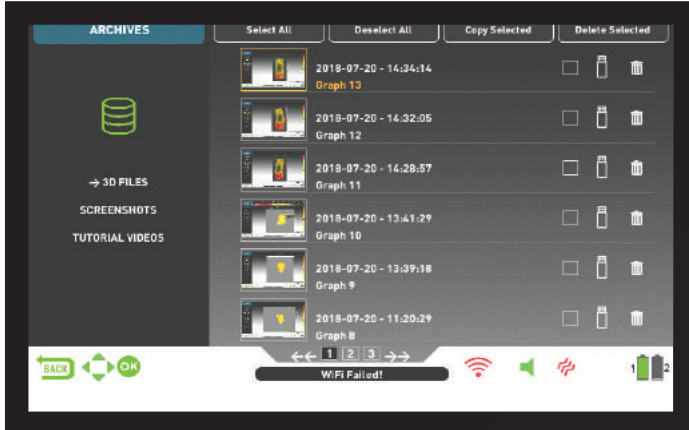 ARCHIVES
Select All
Deselect All
Copy Selected
Delete Selected
2018-07-20 - 14:34:14
Graph 13
2018-07-20 - 14:32:05
Graph 12
2018-07-20 - 14:28:57
Graph 11
→ 3D FILES
SCREENSHOTS
TUTORIAL VIDEOS
2018-07-20 - 13:41:29
Graph 10
2018-07-20 - 13:39:18
Graph 9
2018-07-20 - 11:20:29
Graph 8
←← 1 2 3 →→
WiFi Failed!
BACK
OK
1
2